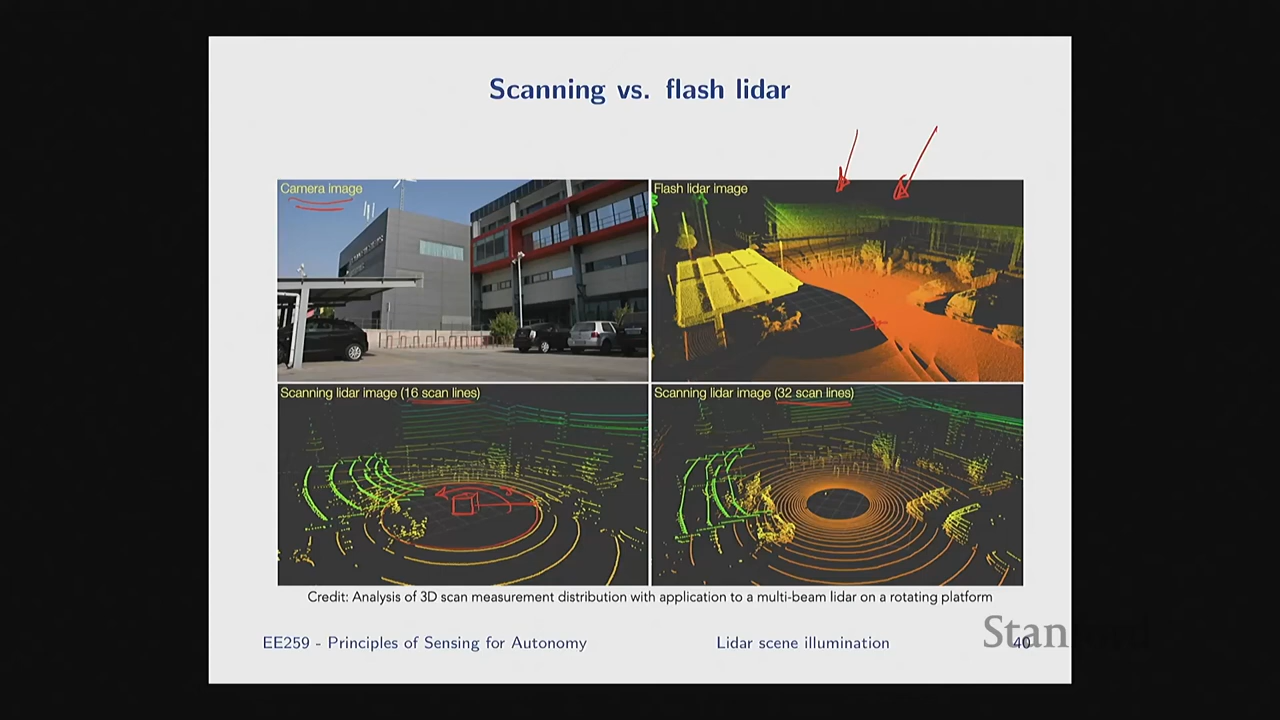 Scanning vs. flash lidar
Camera image
Flash lidar image
Scanning lidar image (16 scan lines)
Scanning lidar image (32 scan lines)
Credit: Analysis of 3D scan measurement distribution with application to a multi-beam lidar on a rotating platform
EE259 - Principles of Sensing for Autonomy
Lidar scene illumination
40
Stanford